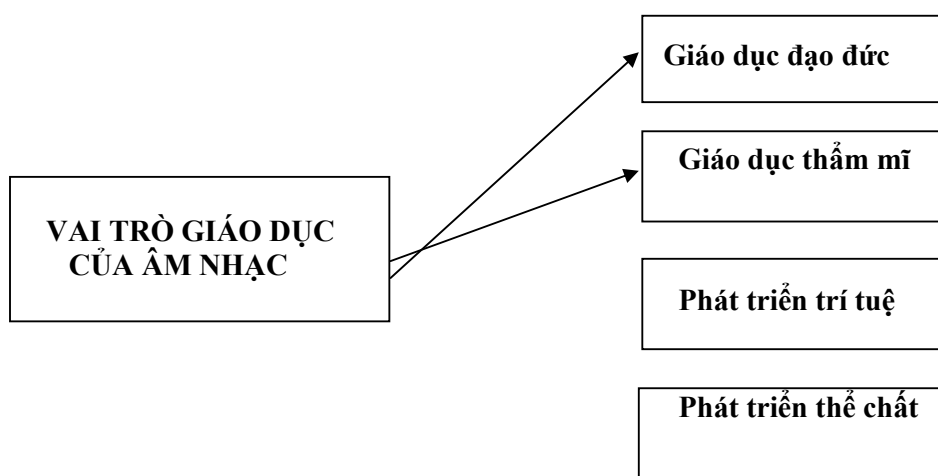 VAI TRÒ GIÁO DỤC
CỦA ÂM NHẠC
Giáo dục đạo đức
Giáo dục thẩm mĩ
Phát triển trí tuệ
Phát triển thể chất